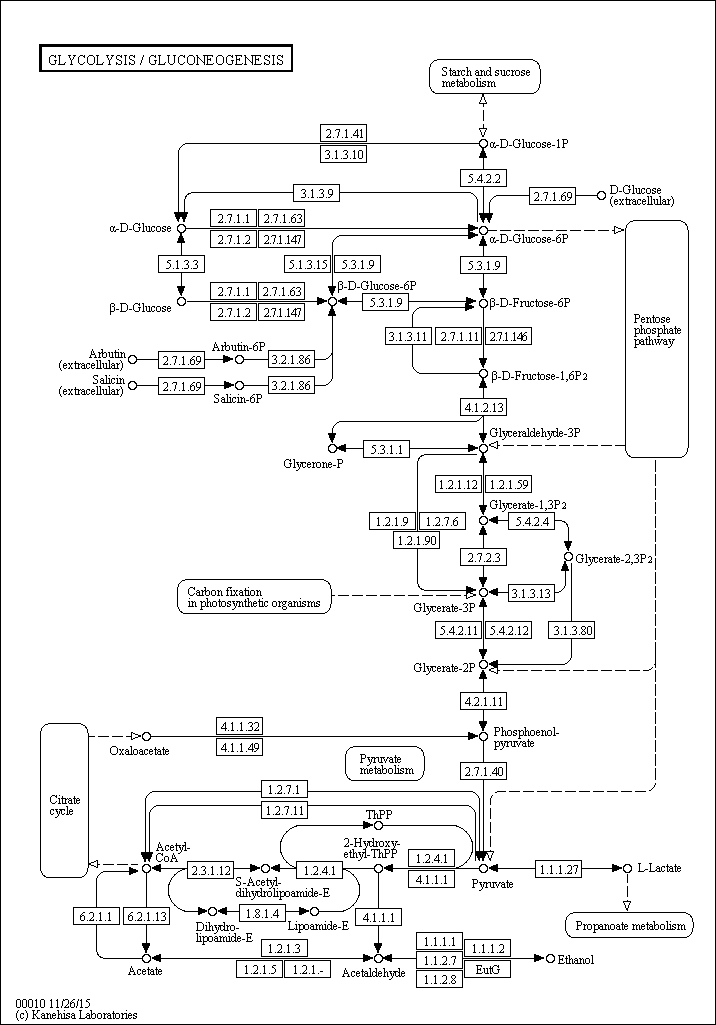 GLYCOLYSIS / GLUCONEOGENESIS
Starch and sucrose
metabolism
2.7.1.41
3.1.3.10
α-D-Glucose-1P
5.4.2.2
3.1.3.9
2.7.1.69
D-Glucose
(extracellular)
α-D-Glucose
2.7.1.1
2.7.1.63
2.7.1.2
2.7.1.147
α-D-Glucose-6P
5.1.3.3
5.1.3.15
5.3.1.9
5.3.1.9
β-D-Glucose
2.7.1.1
2.7.1.63
2.7.1.2
2.7.1.147
β-D-Glucose-6P
5.3.1.9
β-D-Fructose-6P
Pentose
phosphate
pathway
3.1.3.11
2.7.1.11
2.7.1.146
Arbutin
(extracellular)
2.7.1.69
Arbutin-6P
3.2.1.86
Salicin
(extracellular)
2.7.1.69
Salicin-6P
3.2.1.86
β-D-Fructose-1,6P2
4.1.2.13
Glyceraldehyde-3P
Glycerone-P
5.3.1.1
1.2.1.12
1.2.1.59
Glycerate-1,3P2
1.2.1.9
1.2.7.6
1.2.1.90
5.4.2.4
2.7.2.3
Glycerate-2,3P2
Carbon fixation
in photosynthetic organisms
Glycerate-3P
3.1.3.13
5.4.2.11
5.4.2.12
3.1.3.80
Glycerate-2P
4.2.1.11
Oxaloacetate
4.1.1.32
4.1.1.49
Phosphoenol-
pyruvate
Pyruvate
metabolism
2.7.1.40
Citrate
cycle
1.2.7.1
1.2.7.11
ThPP
Acetyl-
CoA
2-Hydroxy-
ethyl-ThPP
2.3.1.12
S-Acetyl-
dihydrolipoamide-E
1.2.4.1
1.2.4.1
4.1.1.1
Pyruvate
1.1.1.27
L-Lactate
6.2.1.1
6.2.1.13
Dihydro-
lipoamide-E
1.8.1.4
Lipoamide-E
4.1.1.1
Propanoate metabolism
Acetate
1.2.1.3
1.2.1.5
1.2.1.-
Acetaldehyde
1.1.1.1
1.1.1.2
1.1.2.7
EutG
1.1.2.8
Ethanol
00010 11/26/15
(c) Kanehisa Laboratories